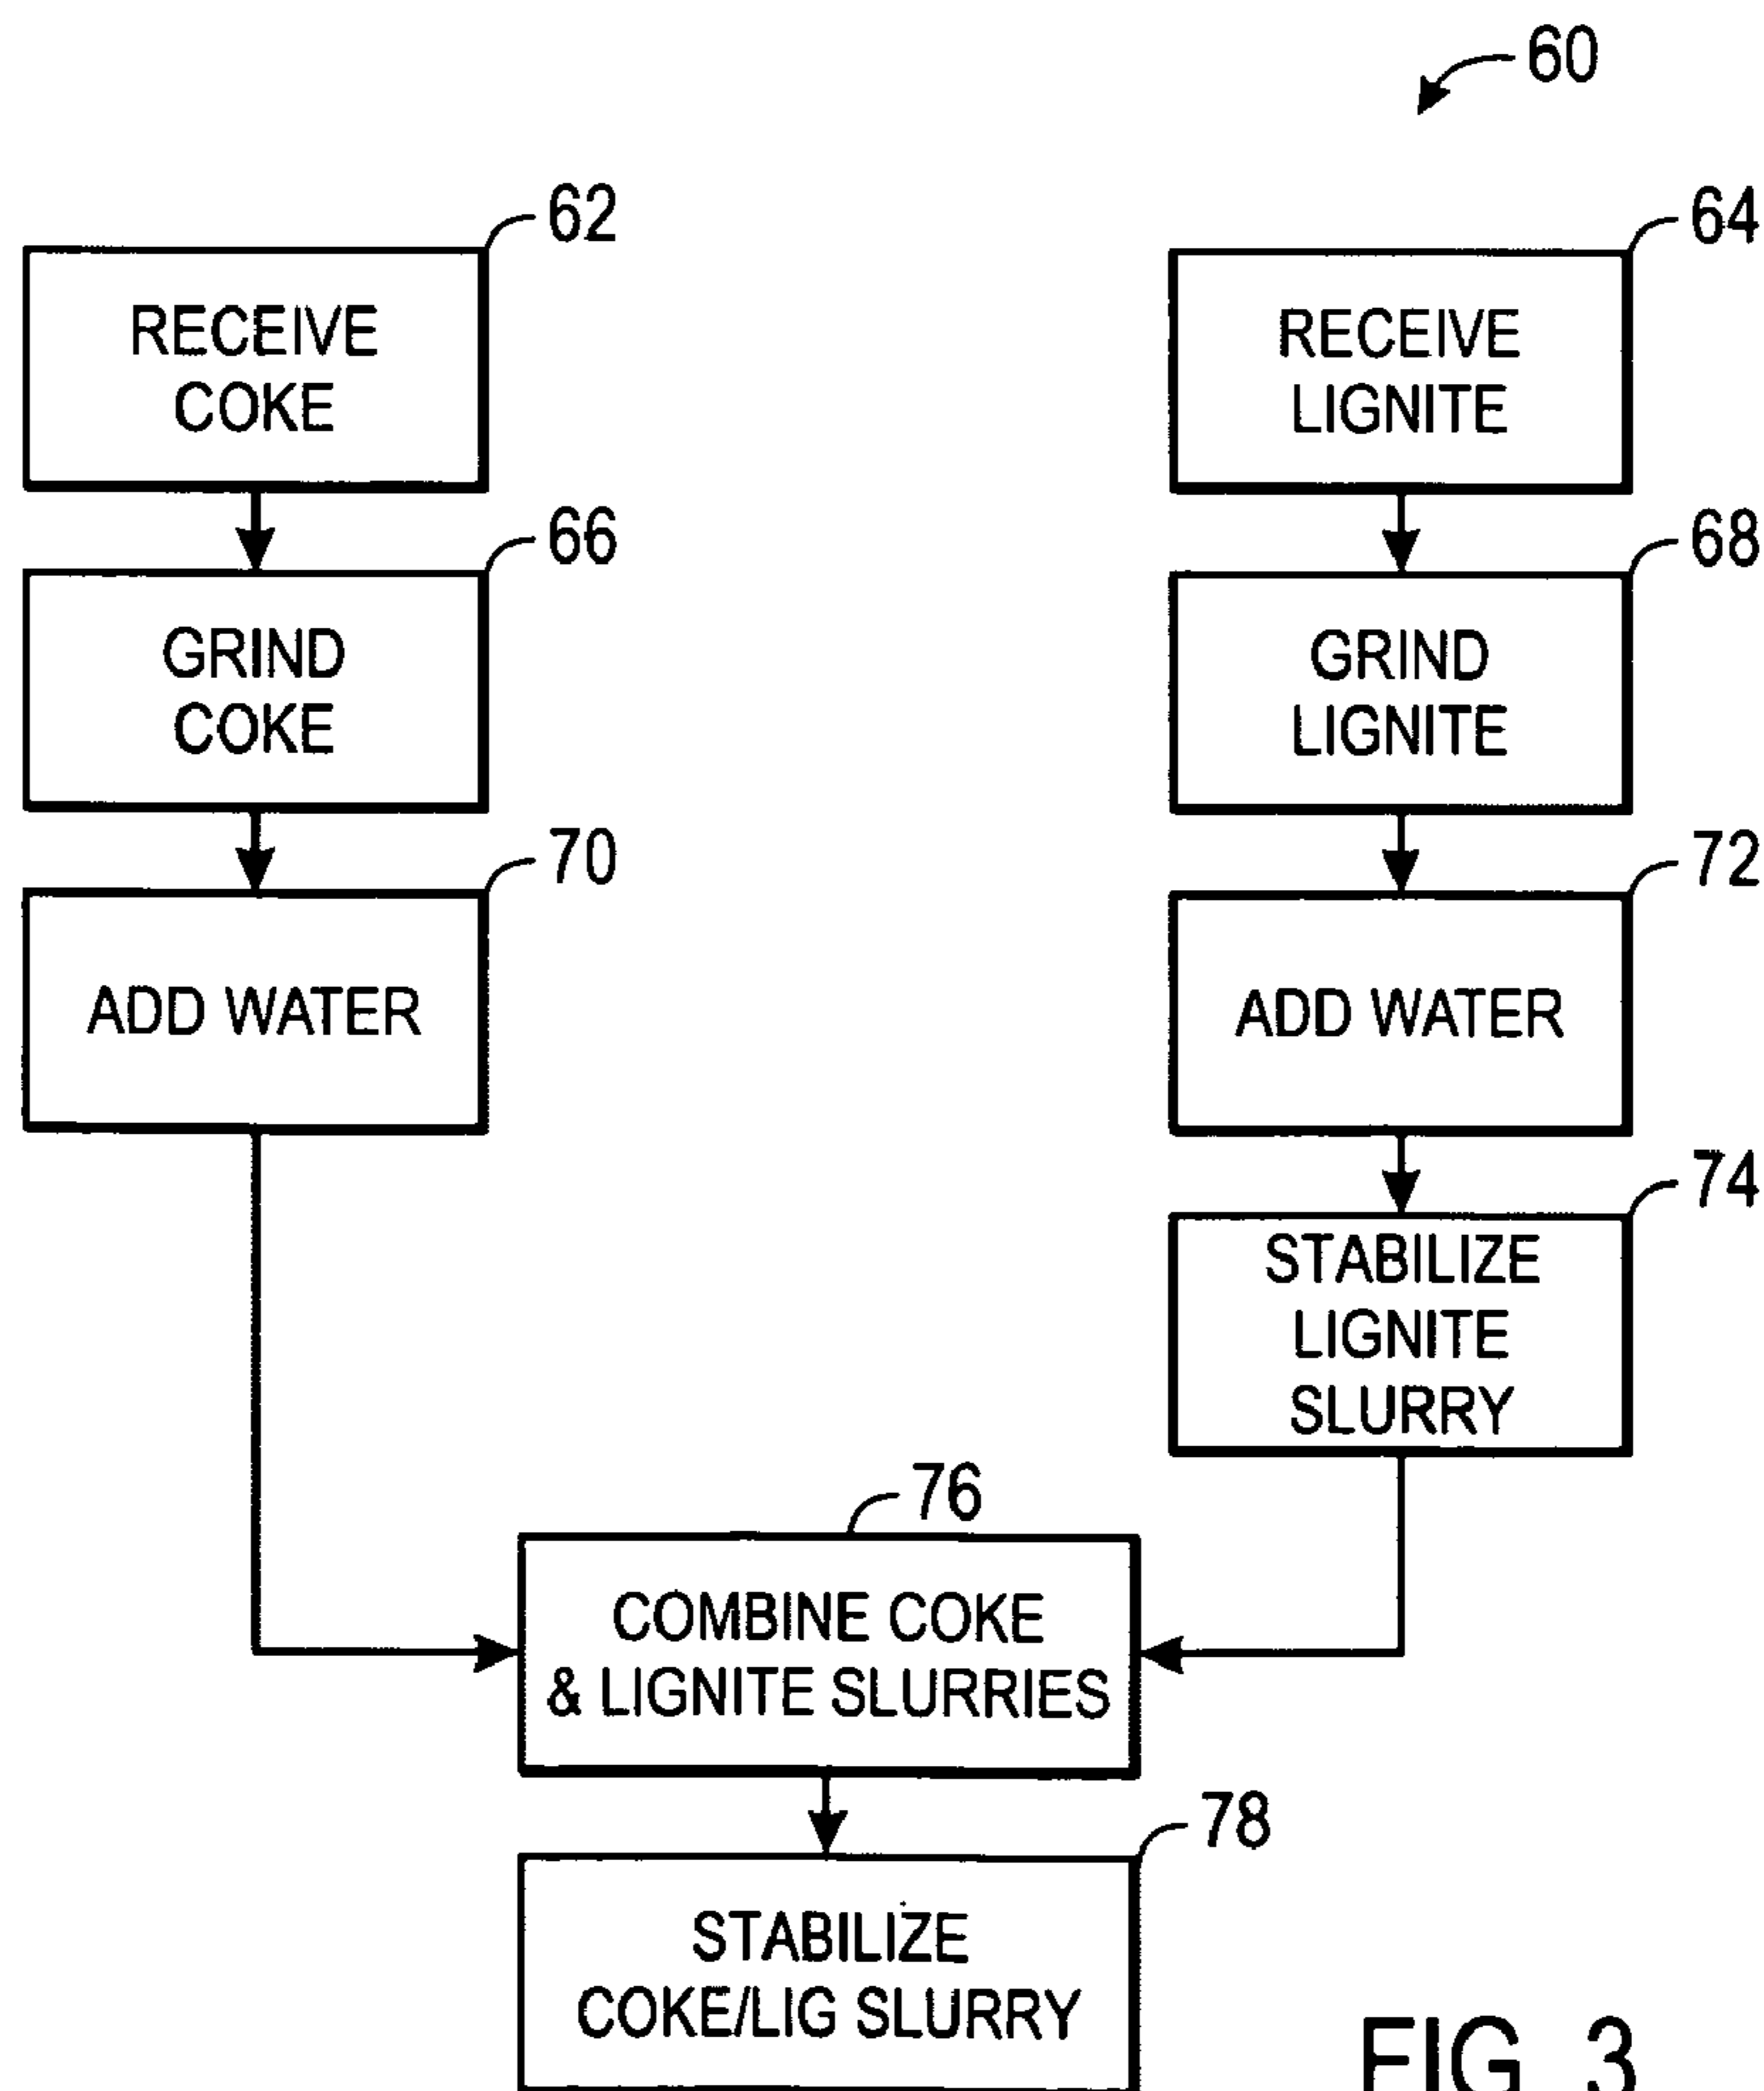 60
62
RECEIVE
COKE
64
RECEIVE
LIGNITE
66
GRIND
COKE
68
GRIND
LIGNITE
70
ADD WATER
72
ADD WATER
74
STABILIZE
LIGNITE
SLURRY
76
COMBINE COKE
& LIGNITE SLURRIES
78
STABILIZE
COKE/LIG SLURRY
FIG. 3